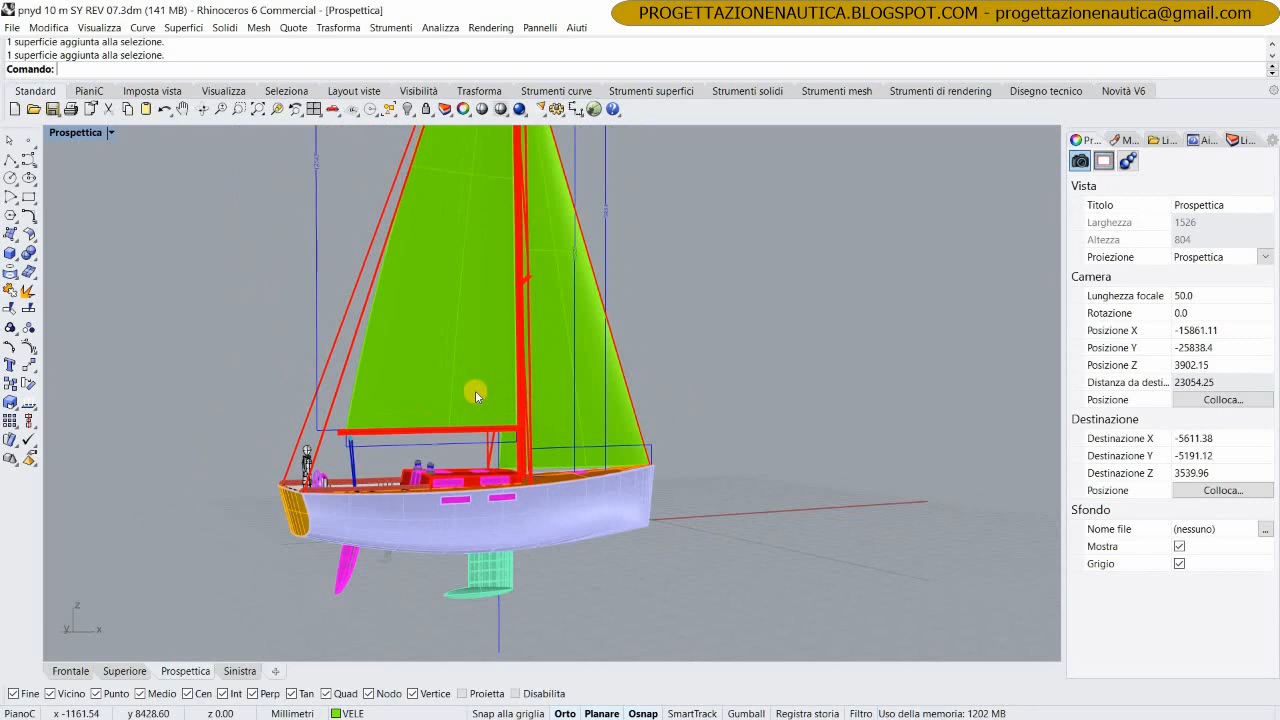 pnyd 10 m SY REV 07.3dm (141 MB) - Rhinoceros 6 Commercial - [Prospettica]
PROGETTAZIONENAUTICA.BLOGSPOT.COM - progettazionenautica@gmail.com
File Modifica Visualizza Curve Superfici Solidi Mesh Quote Trasforma Strumenti Analizza Rendering Pannelli Aiuti
1 superficie aggiunta alla selezione.
1 superficie aggiunta alla selezione.
Comando:
Standard PianiC Imposta vista Visualizza Seleziona Layout viste Visibilità Trasforma Strumenti curve Strumenti superfici Strumenti solidi Strumenti mesh Strumenti di rendering Disegno tecnico Novità V6
Prospettica
Pr... M... Li... Ai... Li...
Vista
Titolo Prospettica
Larghezza 1526
Altezza 804
Proiezione Prospettica
Camera
Lunghezza focale 50.0
Rotazione 0.0
Posizione X -15861.11
Posizione Y -25838.4
Posizione Z 3902.15
Distanza da desti... 23054.25
Posizione Colloca...
Destinazione
Destinazione X -5611.38
Destinazione Y -5191.12
Destinazione Z 3539.96
Posizione Colloca...
Sfondo
Nome file (nessuno) ...
Mostra
Grigio
z
y x
Frontale Superiore Prospettica Sinistra
Fine Vicino Punto Medio Cen Int Perp Tan Quad Nodo Vertice Proietta Disabilita
PianoC x -1161.54 y 8428.60 z 0.00 Millimetri VELE Snap alla griglia Orto Planare Osnap SmartTrack Gumball Registra storia Filtro Uso della memoria: 1202 MB